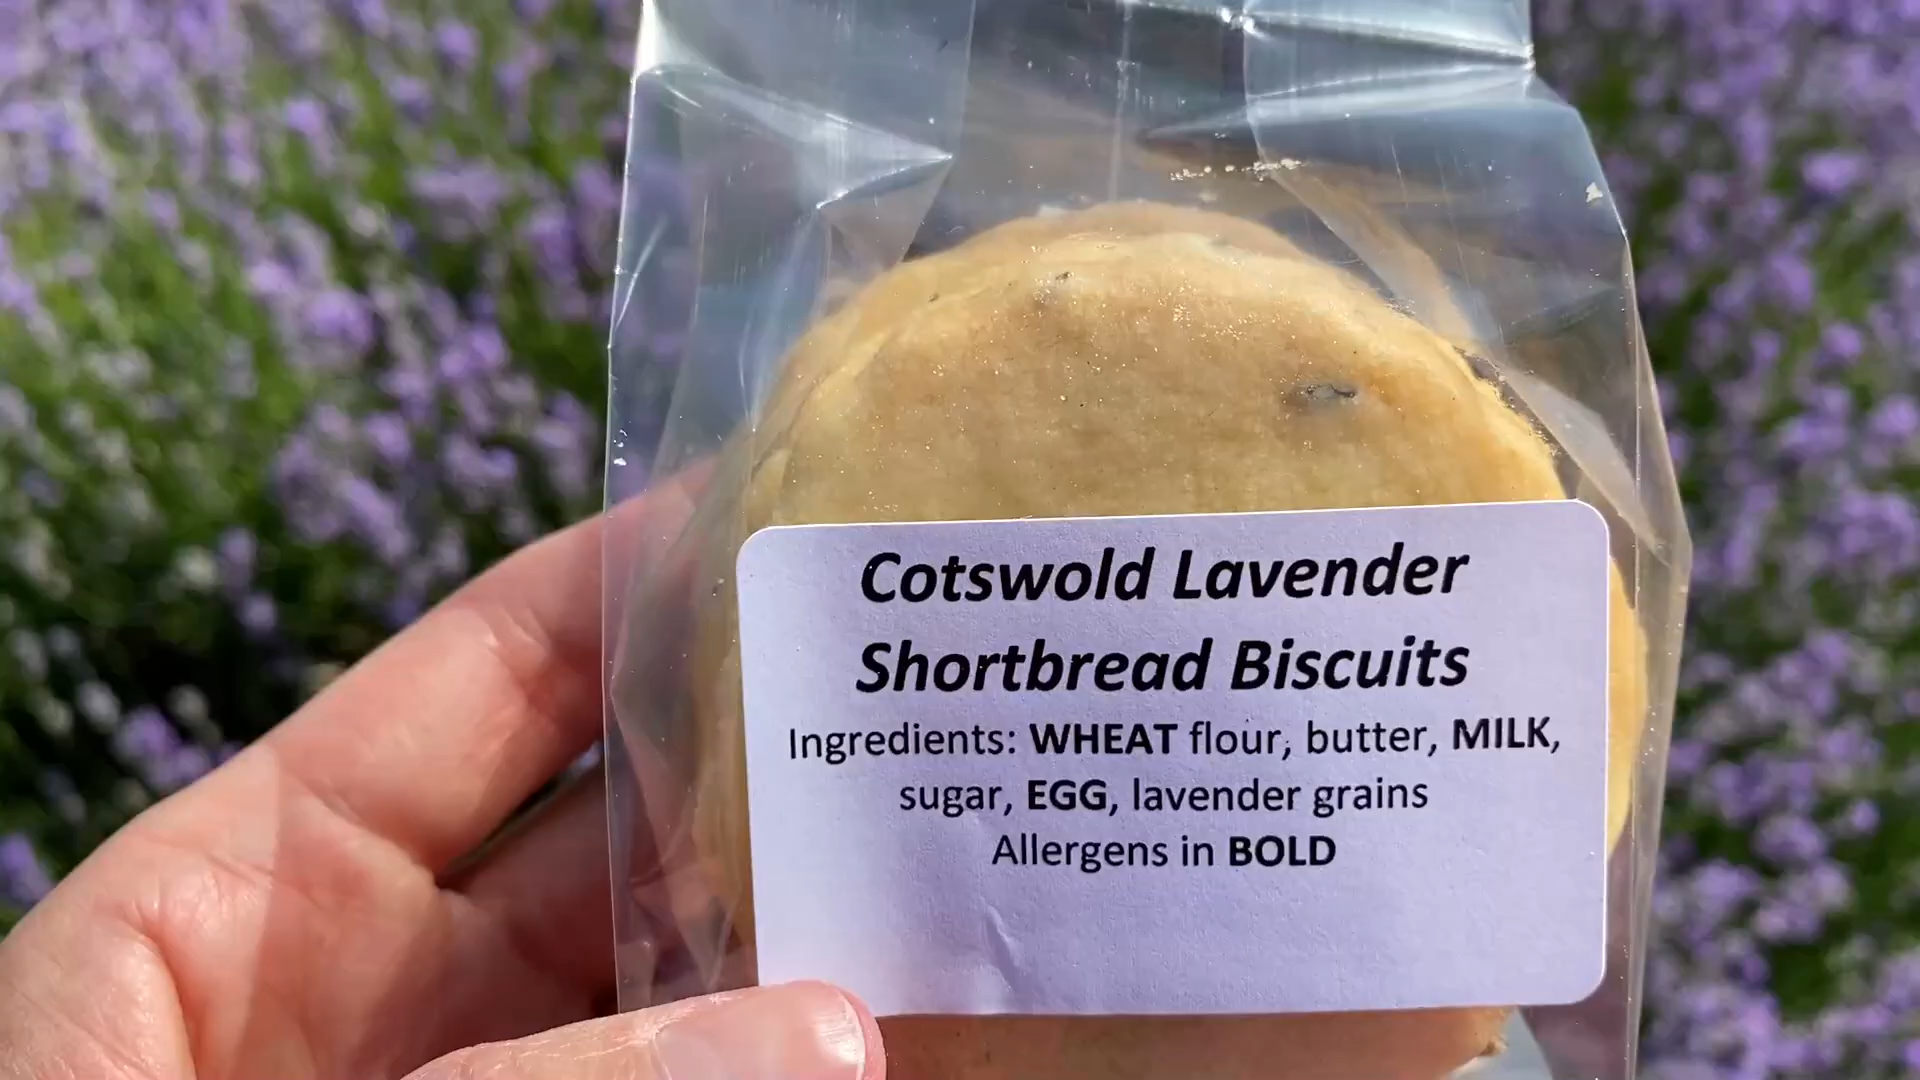 Cotswold Lavender
Shortbread Biscuits
Ingredients: WHEAT flour, butter, MILK,
sugar, EGG, lavender grains
Allergens in BOLD